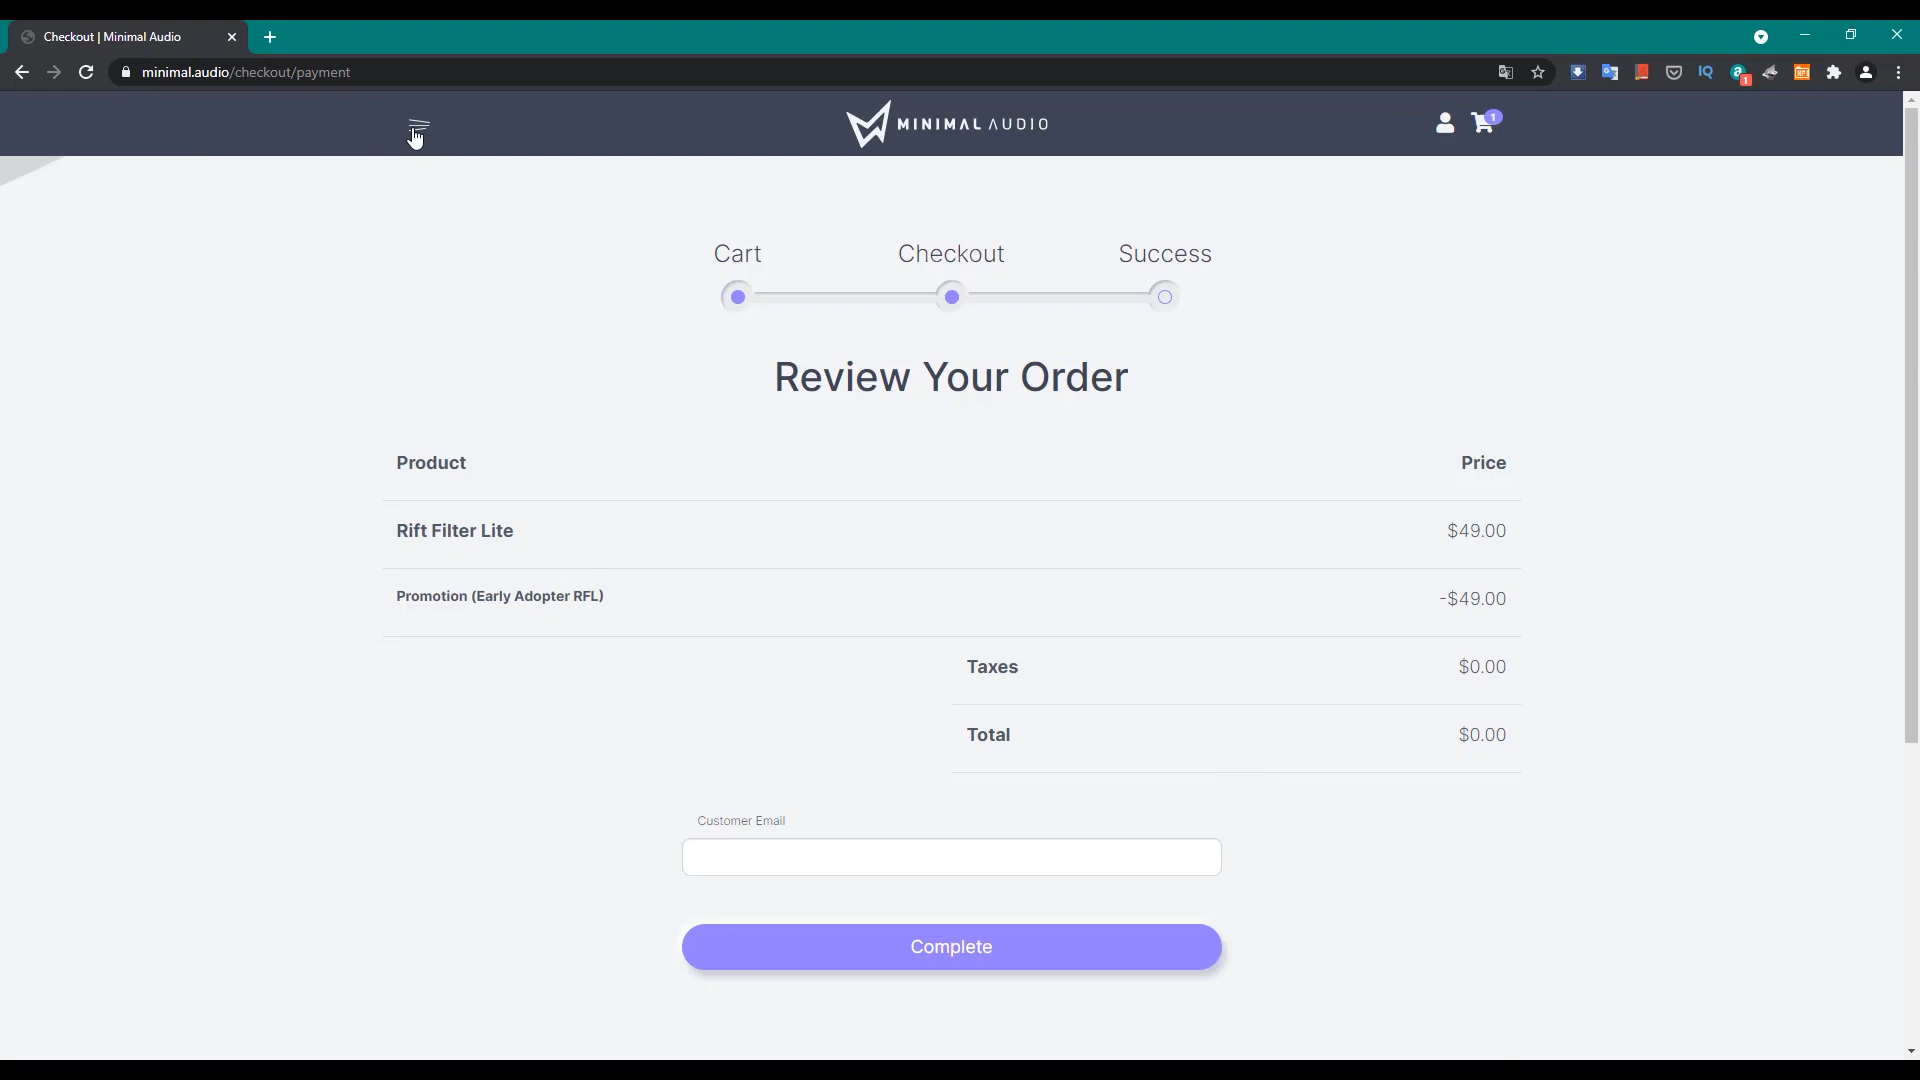 Checkout | Minimal Audio
minimal.audio/checkout/payment
IQ
1
MINIMAL AUDIO
1
Cart Checkout Success
Review Your Order
Product Price
Rift Filter Lite $49.00
Promotion (Early Adopter RFL) -$49.00
Taxes $0.00
Total $0.00
Customer Email
Complete